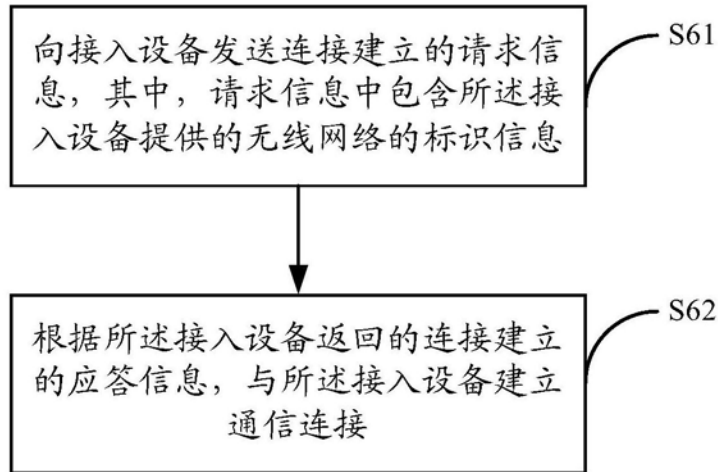 向接入设备发送连接建立的请求信
息，其中，请求信息中包含所述接
入设备提供的无线网络的标识信息
S61
根据所述接入设备返回的连接建立
的应答信息，与所述接入设备建立
通信连接
S62